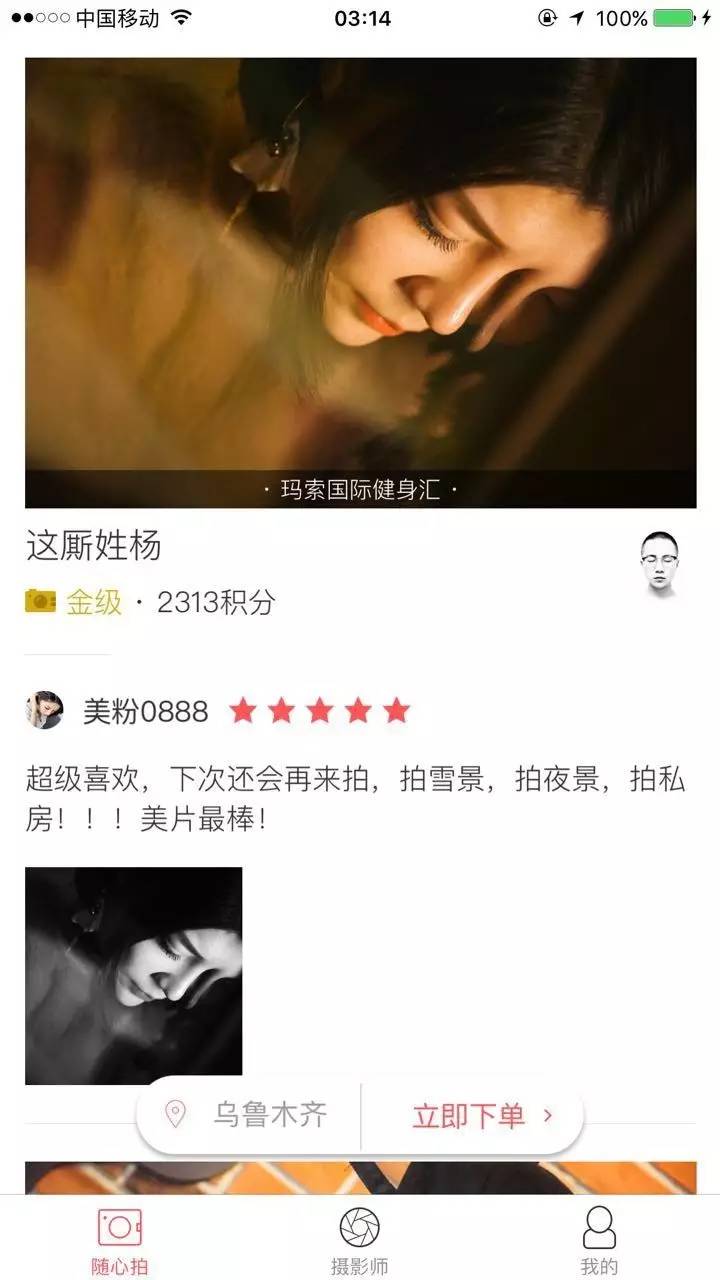 中国移动
03:14
100%
· 玛索国际健身汇 ·
这厮姓杨
金级 · 2313积分
美粉0888
超级喜欢，下次还会再来拍，拍雪景，拍夜景，拍私
房！！！美片最棒！
乌鲁木齐
立即下单 >
随心拍
摄影师
我的